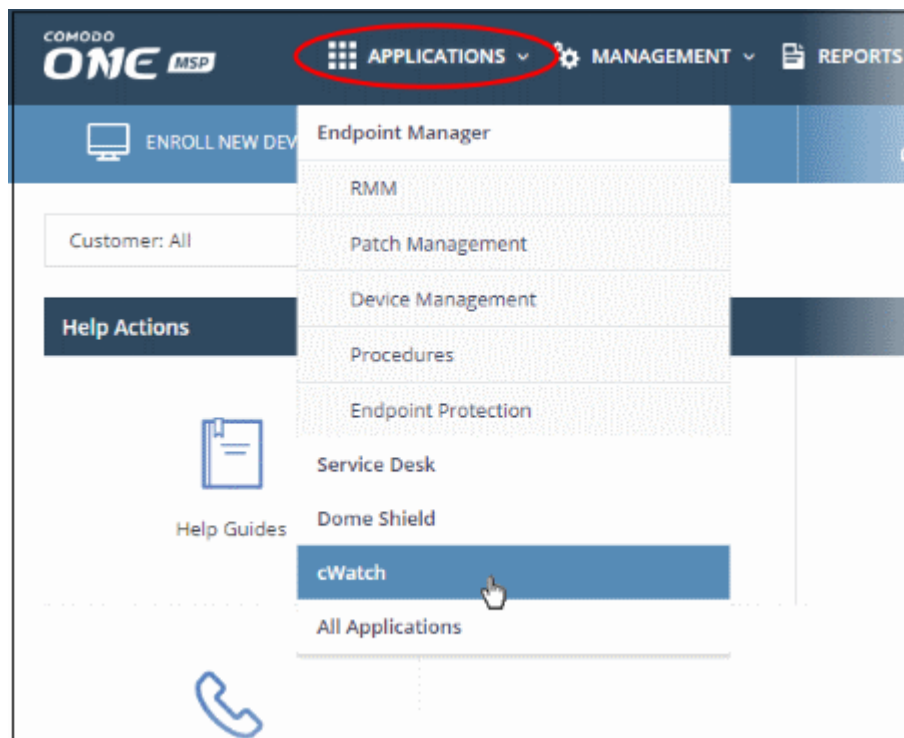 COMODO
ONE MSP
APPLICATIONS
MANAGEMENT
REPORTS
ENROLL NEW DEV
Endpoint Manager
RMM
Patch Management
Device Management
Procedures
Endpoint Protection
Service Desk
Dome Shield
cWatch
All Applications
Customer: All
Help Actions
Help Guides